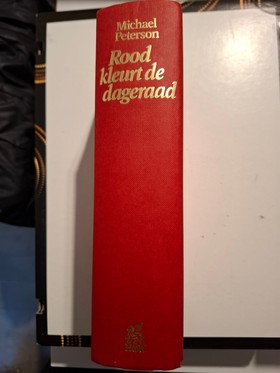 Michael
Peterson
Rood
kleurt de
dageraad